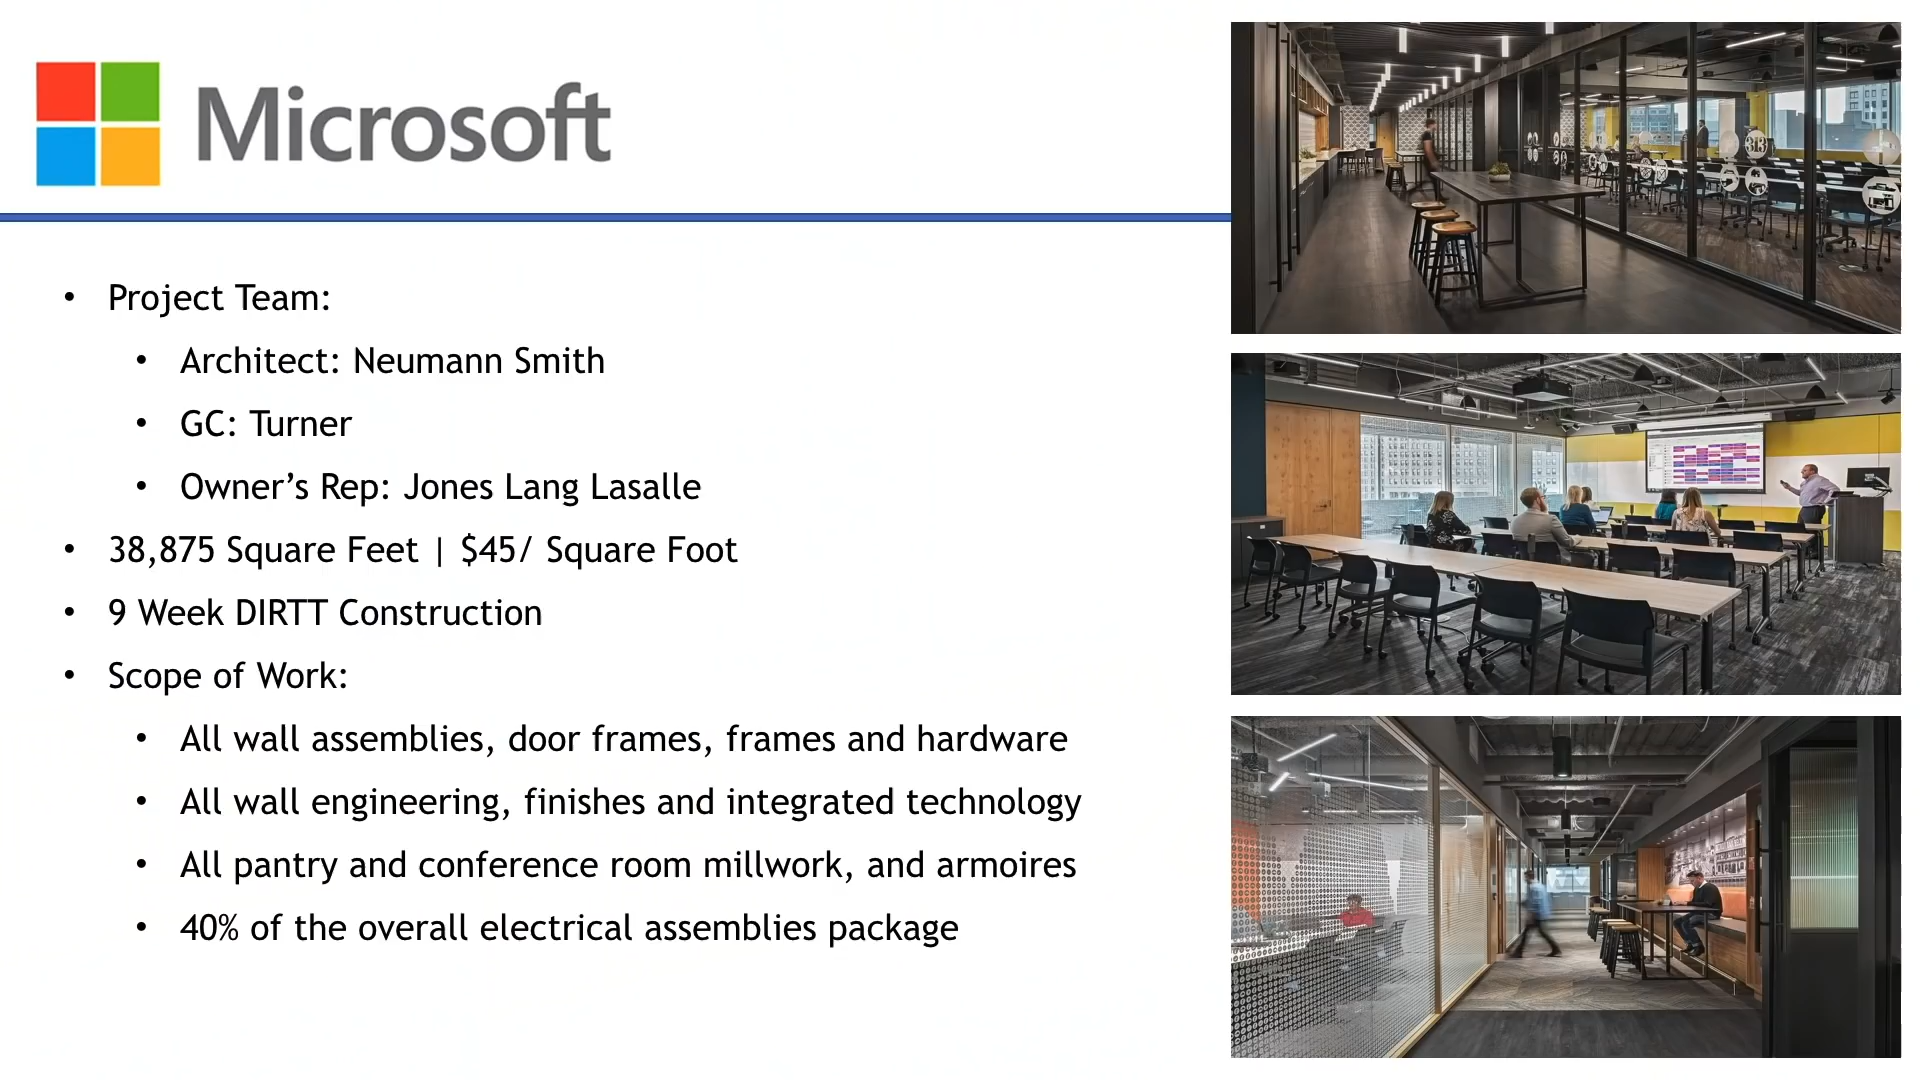 Microsoft
• Project Team:
• Architect: Neumann Smith
• GC: Turner
• Owner’s Rep: Jones Lang Lasalle
• 38,875 Square Feet | $45/ Square Foot
• 9 Week DIRTT Construction
• Scope of Work:
• All wall assemblies, door frames, frames and hardware
• All wall engineering, finishes and integrated technology
• All pantry and conference room millwork, and armoires
• 40% of the overall electrical assemblies package